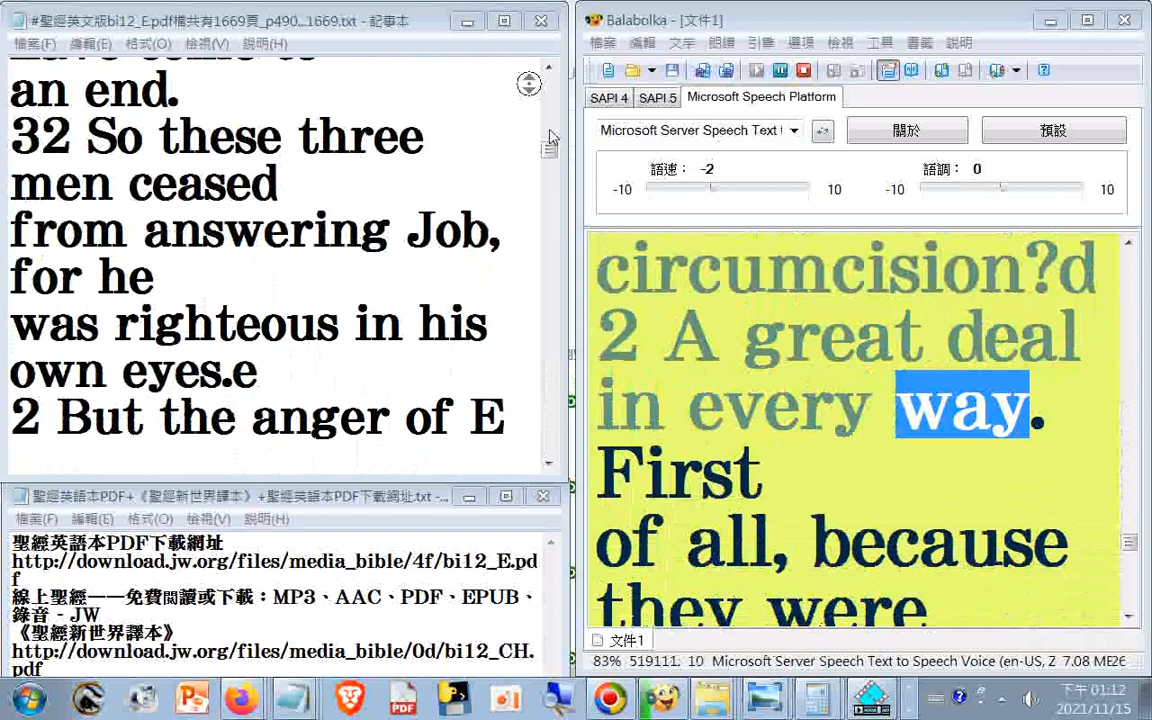 #聖經英文版bi12_E.pdf檔共有1669頁_p490,..1669.txt - 記事本
檔案(F) 編輯(E) 格式(O) 檢視(V) 說明(H)
have come to
an end.
32 So these three
men ceased
from answering Job,
for he
was righteous in his
own eyes.e
2 But the anger of E
聖經英語本PDF+《聖經新世界譯本》+聖經英語本PDF下載網址.txt -...
檔案(F) 編輯(E) 格式(O) 檢視(V) 說明(H)
聖經英語本PDF下載網址
http://download.jw.org/files/media_bible/4f/bi12_E.pd
f
線上聖經——免費閱讀或下載：MP3、AAC、PDF、EPUB、
錄音 - JW
《聖經新世界譯本》
http://download.jw.org/files/media_bible/0d/bi12_CH.
pdf
Balabolka - [文件1]
檔案 編輯 文字 朗讀 引擎 選項 檢視 工具 書籤 說明
SAPI 4 SAPI 5 Microsoft Speech Platform
Microsoft Server Speech Text 關於 預設
語速： -2 語調： 0
-10 10 -10 10
circumcision?d
2 A great deal
in every way.
First
of all, because
they were
文件1
83% 519111, 10 Microsoft Server Speech Text to Speech Voice (en-US, Z 7.08 ME26
下午 01:12
2021/11/15